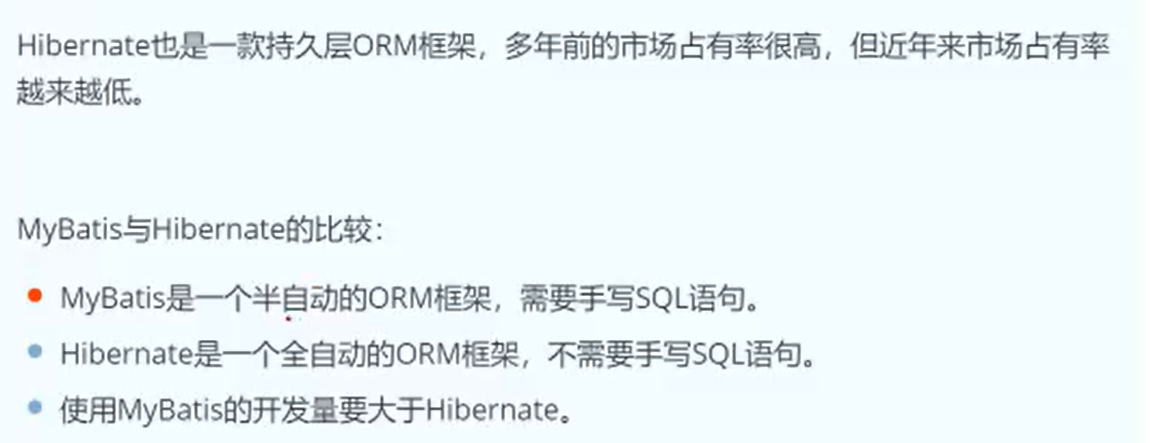 Hibernate也是一款持久层ORM框架，多年前的市场占有率很高，但近年来市场占有率
越来越低。
MyBatis与Hibernate的比较：
MyBatis是一个半自动的ORM框架，需要手写SQL语句。
Hibernate是一个全自动的ORM框架，不需要手写SQL语句。
使用MyBatis的开发量要大于Hibernate。